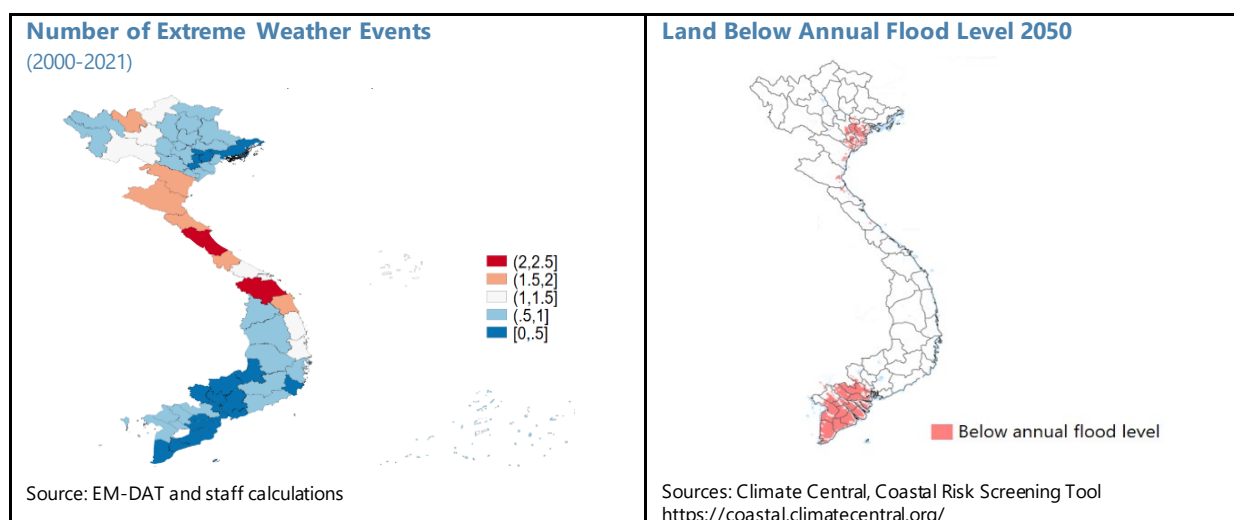 Number of Extreme Weather Events
(2000-2021)
(2,2.5]
(1.5,2]
(1,1.5]
(.5,1]
[0,.5]
Source: EM-DAT and staff calculations
Land Below Annual Flood Level 2050
Below annual flood level
Sources: Climate Central, Coastal Risk Screening Tool
https://coastal.climatecentral.org/